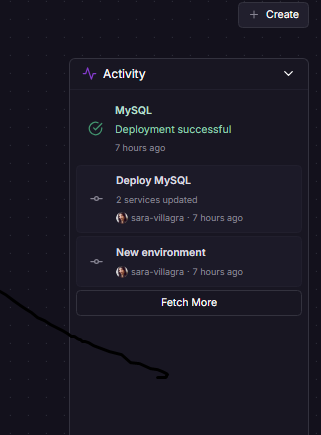 Create
Activity
MySQL
Deployment successful
7 hours ago
Deploy MySQL
2 services updated
sara-villagra · 7 hours ago
New environment
sara-villagra · 7 hours ago
Fetch More